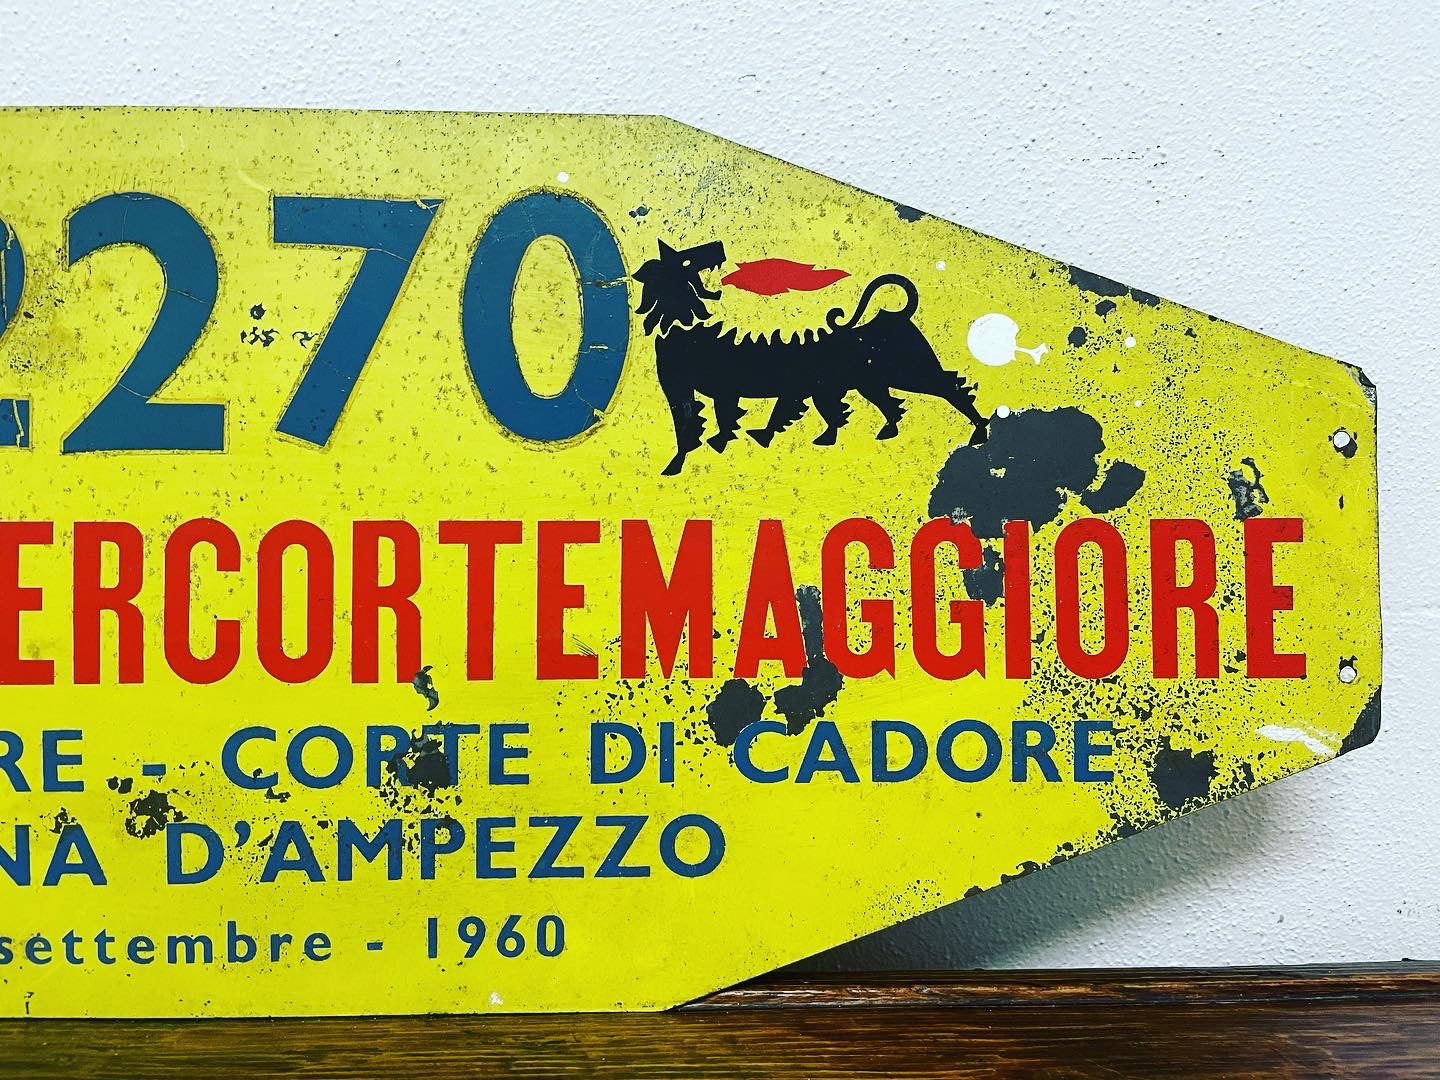 2270
ERCORTEMAGGIORE
RE - CORTE DI CADORE
NA D'AMPEZZO
settembre - 1960